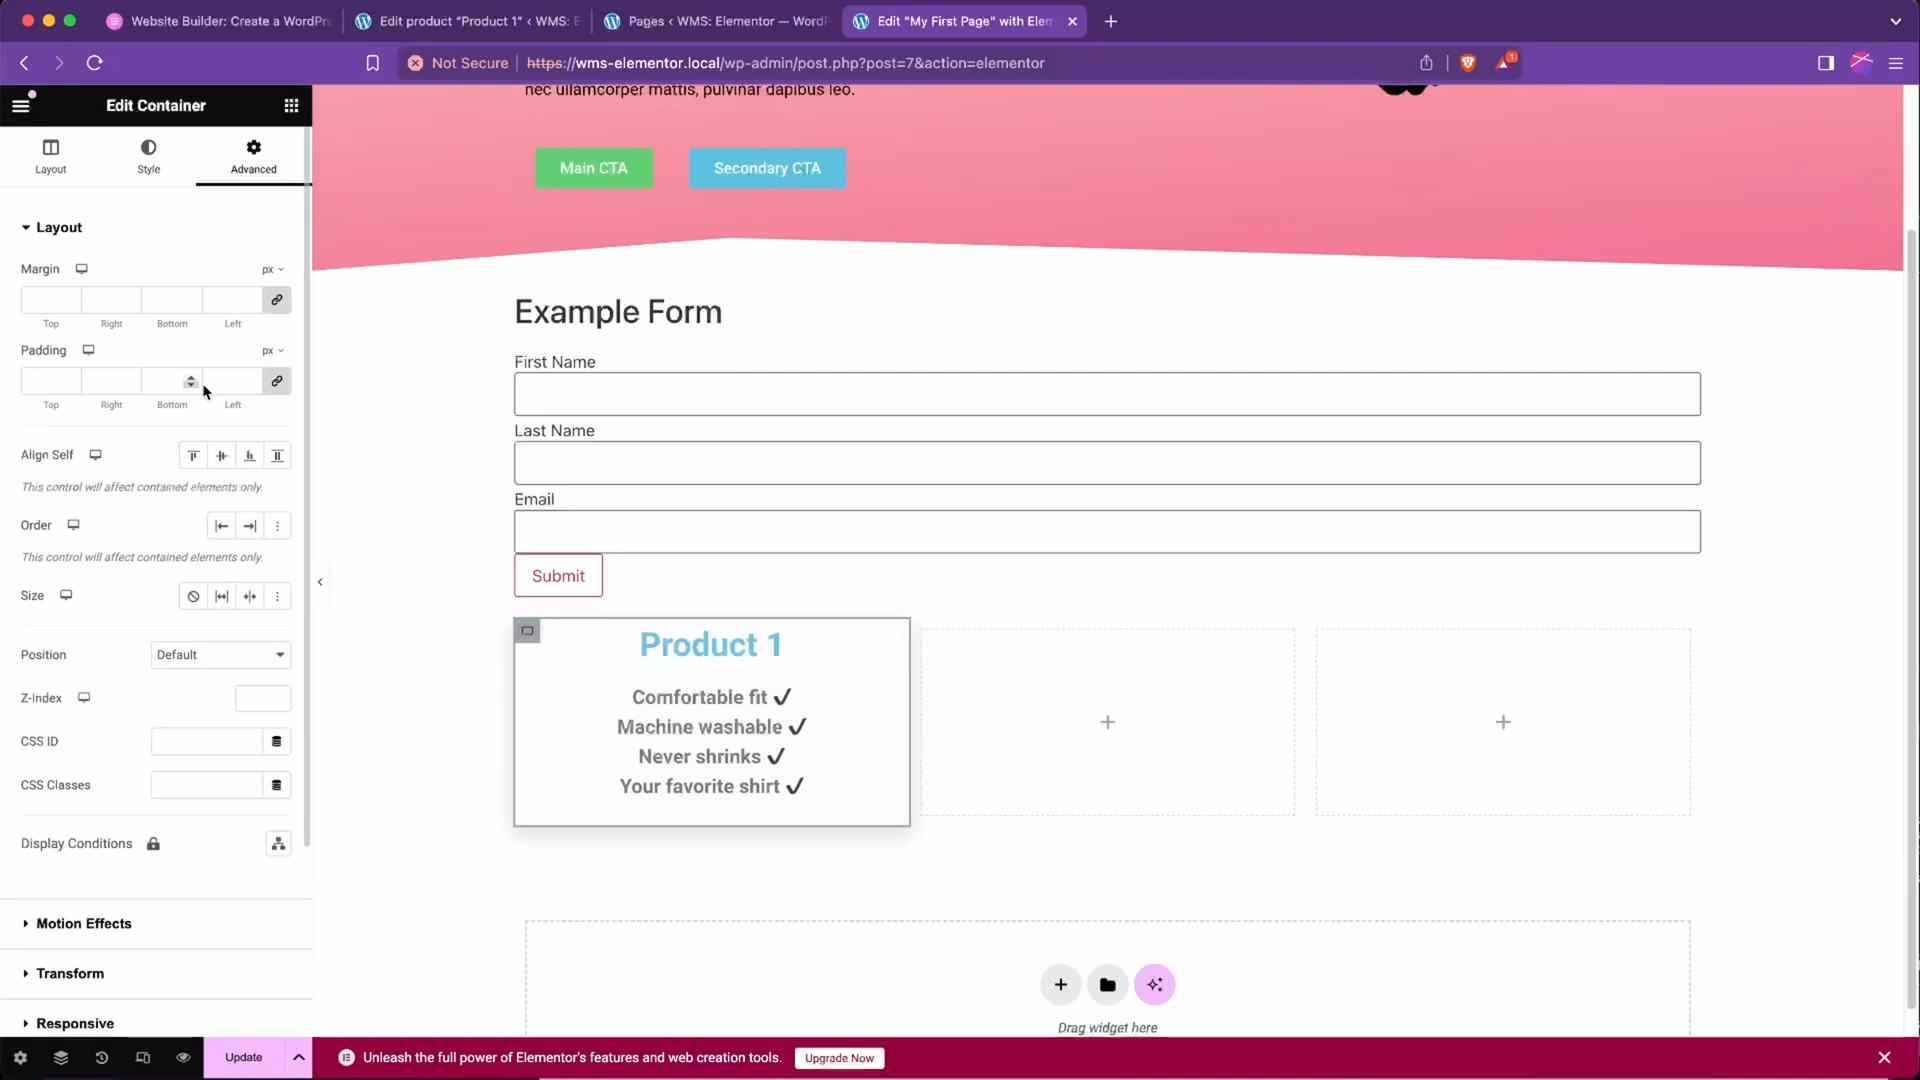 Website Builder: Create a WordPre
Edit product “Product 1” ‹ WMS: E
Pages ‹ WMS: Elementor — WordP
Edit "My First Page" with Elem
Not Secure
https://wms-elementor.local/wp-admin/post.php?post=7&action=elementor
1
Edit Container
Layout
Style
Advanced
Layout
Margin
px
Top
Right
Bottom
Left
Padding
px
Top
Right
Bottom
Left
Align Self
This control will affect contained elements only.
Order
This control will affect contained elements only.
Size
Position
Default
Z-Index
CSS ID
CSS Classes
Display Conditions
Motion Effects
Transform
Responsive
Update
nec ullamcorper mattis, pulvinar dapibus leo.
Main CTA
Secondary CTA
Example Form
First Name
Last Name
Email
Submit
Product 1
Comfortable fit ✔
Machine washable ✔
Never shrinks ✔
Your favorite shirt ✔
Drag widget here
Unleash the full power of Elementor's features and web creation tools.
Upgrade Now